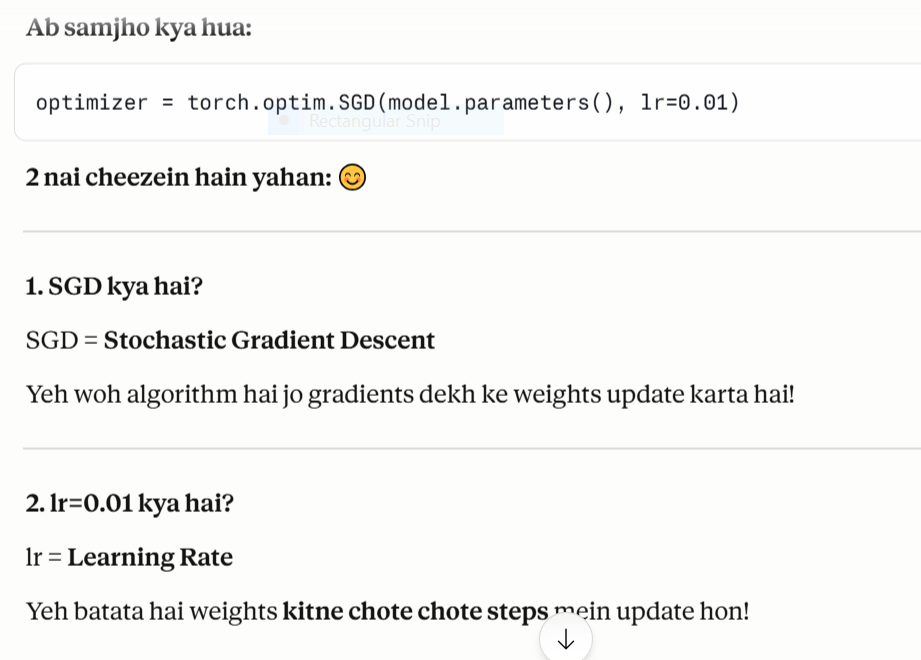 Ab samjho kya hua:
optimizer = torch.optim.SGD(model.parameters(), lr=0.01)
Rectangular Snip
2 nai cheezein hain yahan: 😊
1. SGD kya hai?
SGD = Stochastic Gradient Descent
Yeh woh algorithm hai jo gradients dekh ke weights update karta hai!
2. lr=0.01 kya hai?
lr = Learning Rate
Yeh batata hai weights kitne chote chote steps mein update hon!